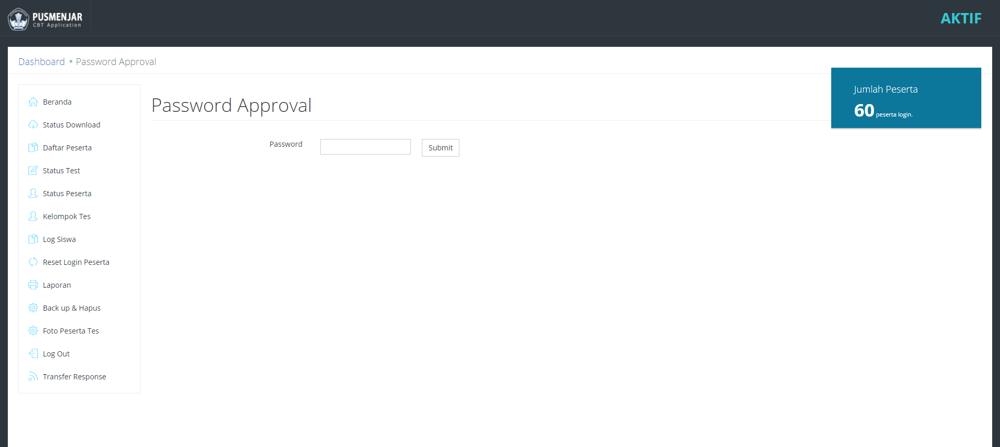 PUSMENJAR
CBT Application
AKTIF
Dashboard • Password Approval
Jumlah Peserta
60 peserta login.
Beranda
Status Download
Daftar Peserta
Status Test
Status Peserta
Kelompok Tes
Log Siswa
Reset Login Peserta
Laporan
Back up & Hapus
Foto Peserta Tes
Log Out
Transfer Response
Password Approval
Password
Submit